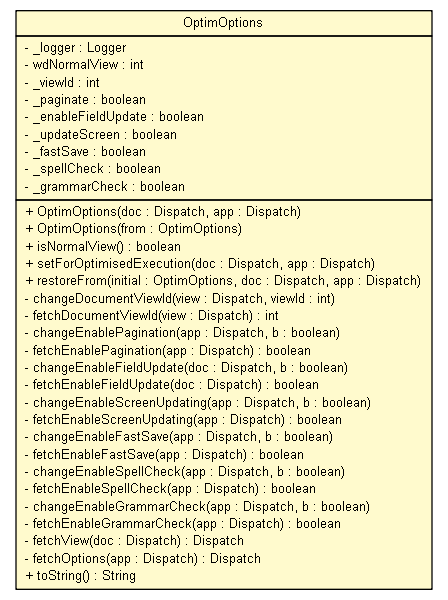 OptimOptions
- _logger : Logger
- wdNormalView : int
- _viewId : int
- _paginate : boolean
- _enableFieldUpdate : boolean
- _updateScreen : boolean
- _fastSave : boolean
- _spellCheck : boolean
- _grammarCheck : boolean
+ OptimOptions(doc : Dispatch, app : Dispatch)
+ OptimOptions(from : OptimOptions)
+ isNormalView() : boolean
+ setForOptimisedExecution(doc : Dispatch, app : Dispatch)
+ restoreFrom(initial : OptimOptions, doc : Dispatch, app : Dispatch)
- changeDocumentViewId(view : Dispatch, viewId : int)
- fetchDocumentViewId(view : Dispatch) : int
- changeEnablePagination(app : Dispatch, b : boolean)
- fetchEnablePagination(app : Dispatch) : boolean
- changeEnableFieldUpdate(doc : Dispatch, b : boolean)
- fetchEnableFieldUpdate(doc : Dispatch) : boolean
- changeEnableScreenUpdating(app : Dispatch, b : boolean)
- fetchEnableScreenUpdating(app : Dispatch) : boolean
- changeEnableFastSave(app : Dispatch, b : boolean)
- fetchEnableFastSave(app : Dispatch) : boolean
- changeEnableSpellCheck(app : Dispatch, b : boolean)
- fetchEnableSpellCheck(app : Dispatch) : boolean
- changeEnableGrammarCheck(app : Dispatch, b : boolean)
- fetchEnableGrammarCheck(app : Dispatch) : boolean
- fetchView(doc : Dispatch) : Dispatch
- fetchOptions(app : Dispatch) : Dispatch
+ toString() : String